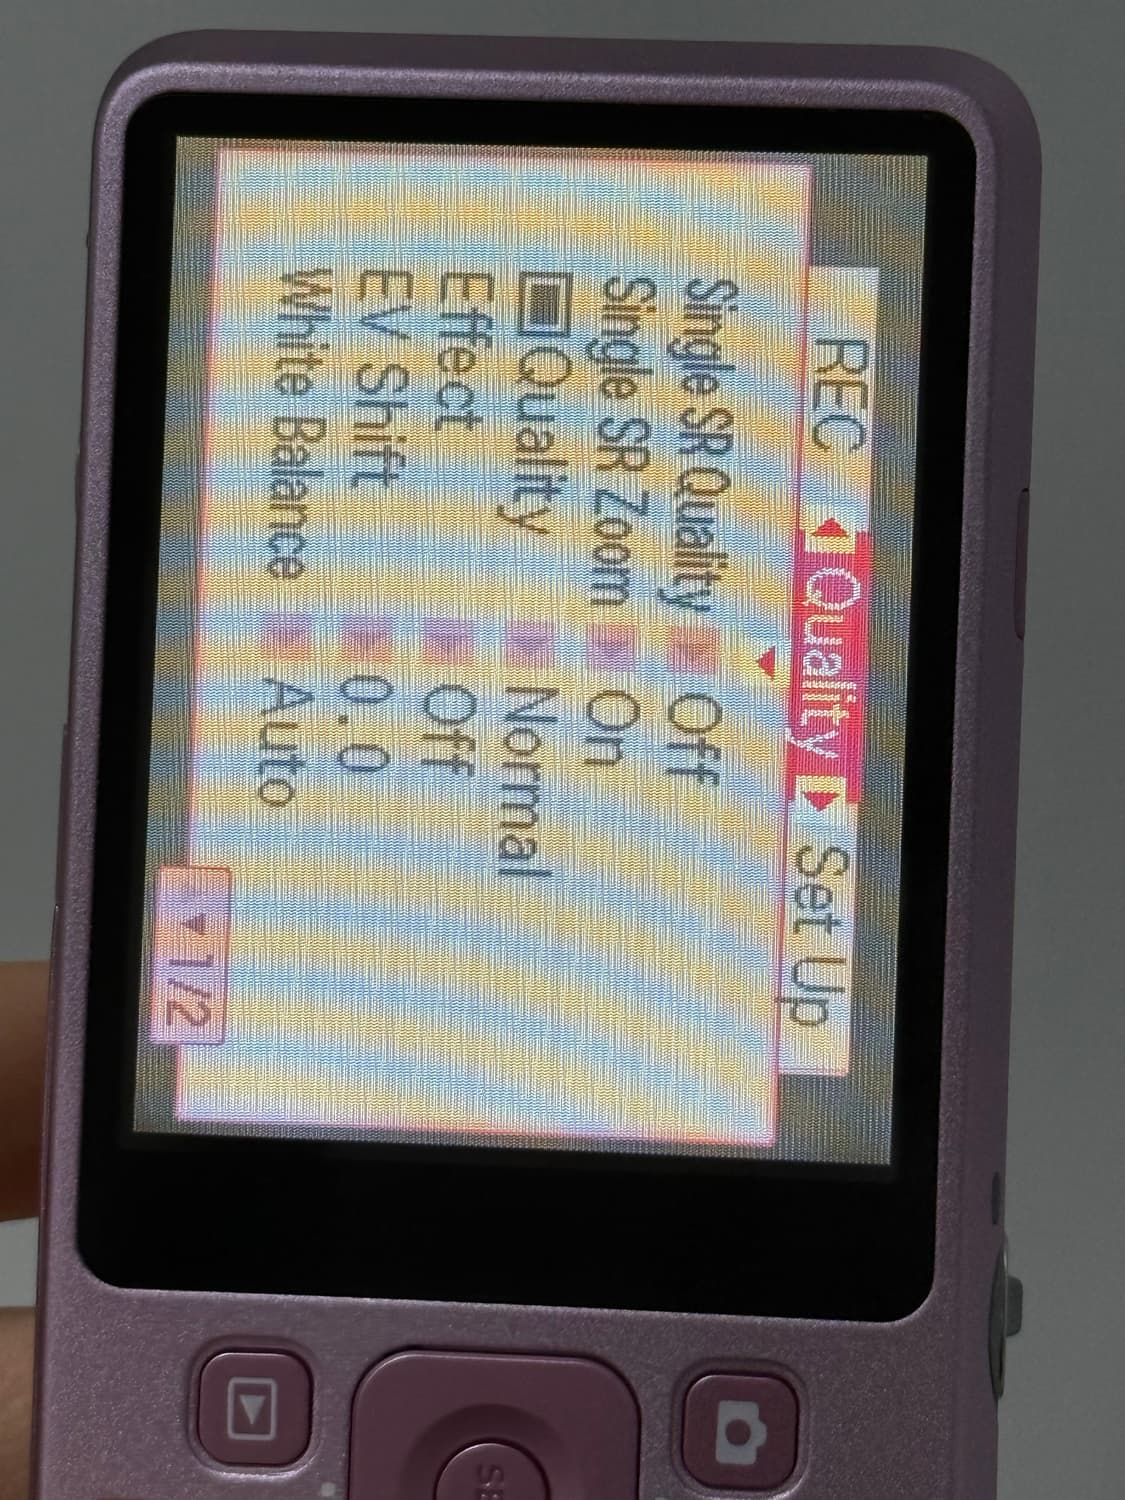 REC Quality Set Up
Single SR Quality Off
Single SR Zoom On
Quality Normal
Effect Off
EV Shift 0.0
White Balance Auto
1/2